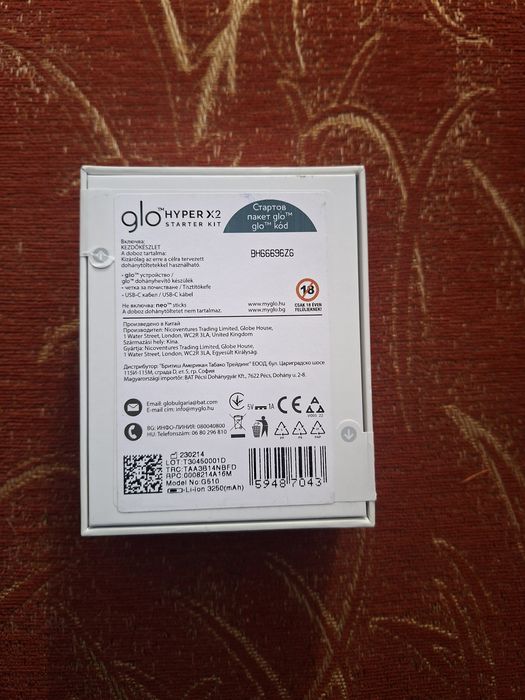 glo™ HYPER X2
STARTER KIT
Стартов
пакет glo™
glo™ kód
BH66696Z6
Включва:
KEZDŐKÉSZLET
A doboz tartalma:
Kizárólag az erre a célra tervezett
dohánytöltetekkel használható.
• glo™ устройство /
glo™ dohányhevítő készülék
• четка за почистване / Tisztítókefe
• USB-C кабел / USB-C kábel
Не включва: neo™ sticks
A doboz dohánytöltetet nem tartalmaz.
www.myglo.hu
www.myglo.bg
18
CSAK 18 ÉVEN
FELÜLIEKNEK!
Произведено в Китай
Производител: Nicoventures Trading Limited, Globe House,
1 Water Street, London, WC2R 3LA, United Kingdom
Származási hely: Kína.
Gyártja: Nicoventures Trading Limited, Globe House,
1 Water Street, London, WC2R 3LA, Egyesült Királyság.
Дистрибутор: "Бритиш Американ Табако Трейдинг" ЕООД, бул. Цариградско шосе
115И-115М, сграда D, ет. 5, гр. София
Magyarországi importőr: BAT Pécsi Dohánygyár Kft., 7622 Pécs, Dohány u. 2-8.
Email: globulgaria@bat.com
E-mail cím: info@myglo.hu
BG: ИНФО-ЛИНИЯ: 080040800
HU: Telefonszám: 06 80 296 810
5V 1A
CE
PAP
230214
LOT: T30450001D
TRC: TAA3B14NBFD
RPC: 0008214A16M
Model No: G510
Li-ion 3250(mAh)
59487043